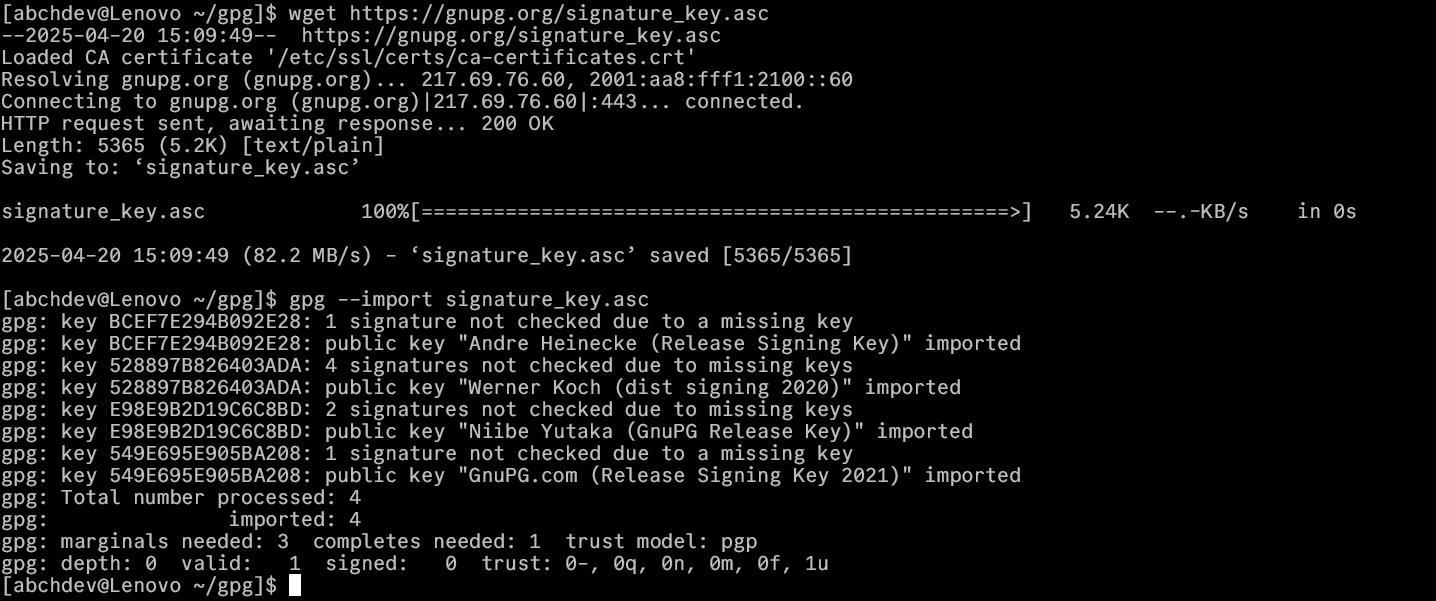 [abchdev@Lenovo ~/gpg]$ wget https://gnupg.org/signature_key.asc
--2025-04-20 15:09:49--  https://gnupg.org/signature_key.asc
Loaded CA certificate '/etc/ssl/certs/ca-certificates.crt'
Resolving gnupg.org (gnupg.org)... 217.69.76.60, 2001:aa8:fff1:2100::60
Connecting to gnupg.org (gnupg.org)|217.69.76.60|:443... connected.
HTTP request sent, awaiting response... 200 OK
Length: 5365 (5.2K) [text/plain]
Saving to: ‘signature_key.asc’

signature_key.asc             100%[=================================================>]   5.24K  --.-KB/s    in 0s

2025-04-20 15:09:49 (82.2 MB/s) - ‘signature_key.asc’ saved [5365/5365]

[abchdev@Lenovo ~/gpg]$ gpg --import signature_key.asc
gpg: key BCEF7E294B092E28: 1 signature not checked due to a missing key
gpg: key BCEF7E294B092E28: public key "Andre Heinecke (Release Signing Key)" imported
gpg: key 528897B826403ADA: 4 signatures not checked due to missing keys
gpg: key 528897B826403ADA: public key "Werner Koch (dist signing 2020)" imported
gpg: key E98E9B2D19C6C8BD: 2 signatures not checked due to missing keys
gpg: key E98E9B2D19C6C8BD: public key "Niibe Yutaka (GnuPG Release Key)" imported
gpg: key 549E695E905BA208: 1 signature not checked due to a missing key
gpg: key 549E695E905BA208: public key "GnuPG.com (Release Signing Key 2021)" imported
gpg: Total number processed: 4
gpg:               imported: 4
gpg: marginals needed: 3  completes needed: 1  trust model: pgp
gpg: depth: 0  valid:   1  signed:   0  trust: 0-, 0q, 0n, 0m, 0f, 1u
[abchdev@Lenovo ~/gpg]$